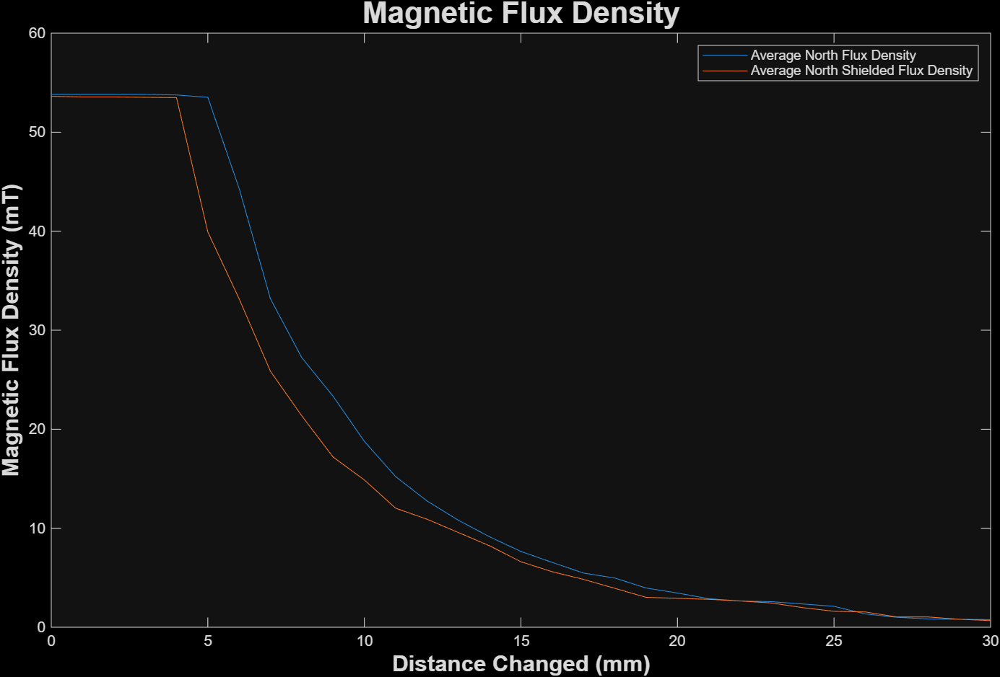 Magnetic Flux Density
Average North Flux Density
Average North Shielded Flux Density
Magnetic Flux Density (mT)
60
50
40
30
20
10
0
0 5 10 15 20 25 30
Distance Changed (mm)